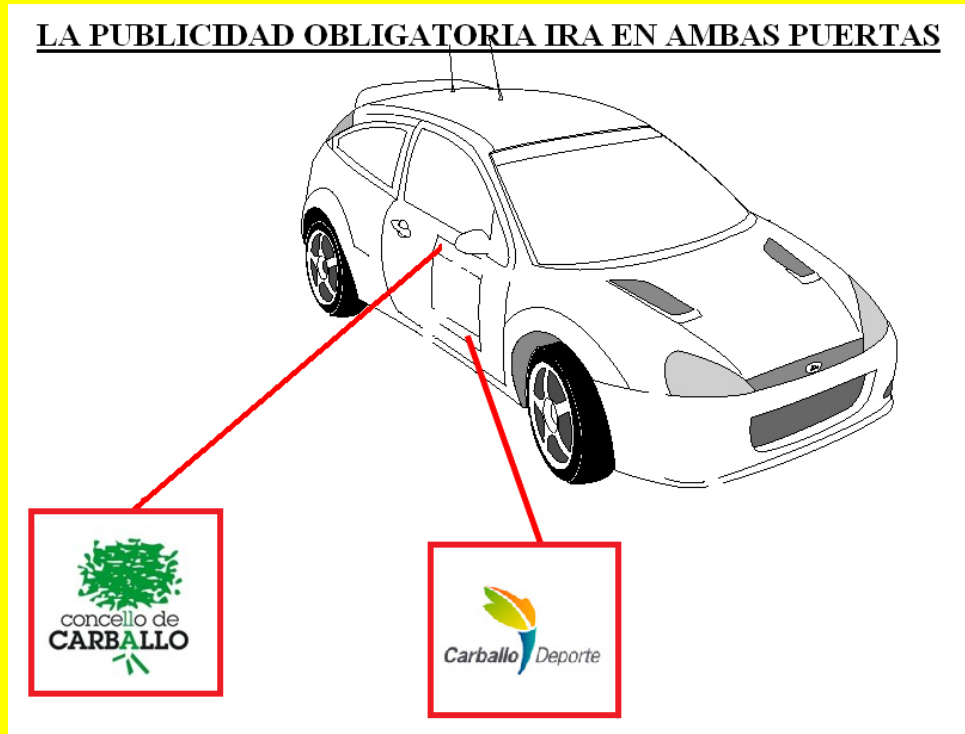 LA PUBLICIDAD OBLIGATORIA IRA EN AMBAS PUERTAS
concello de
CARBALLO
Carballo Deporte